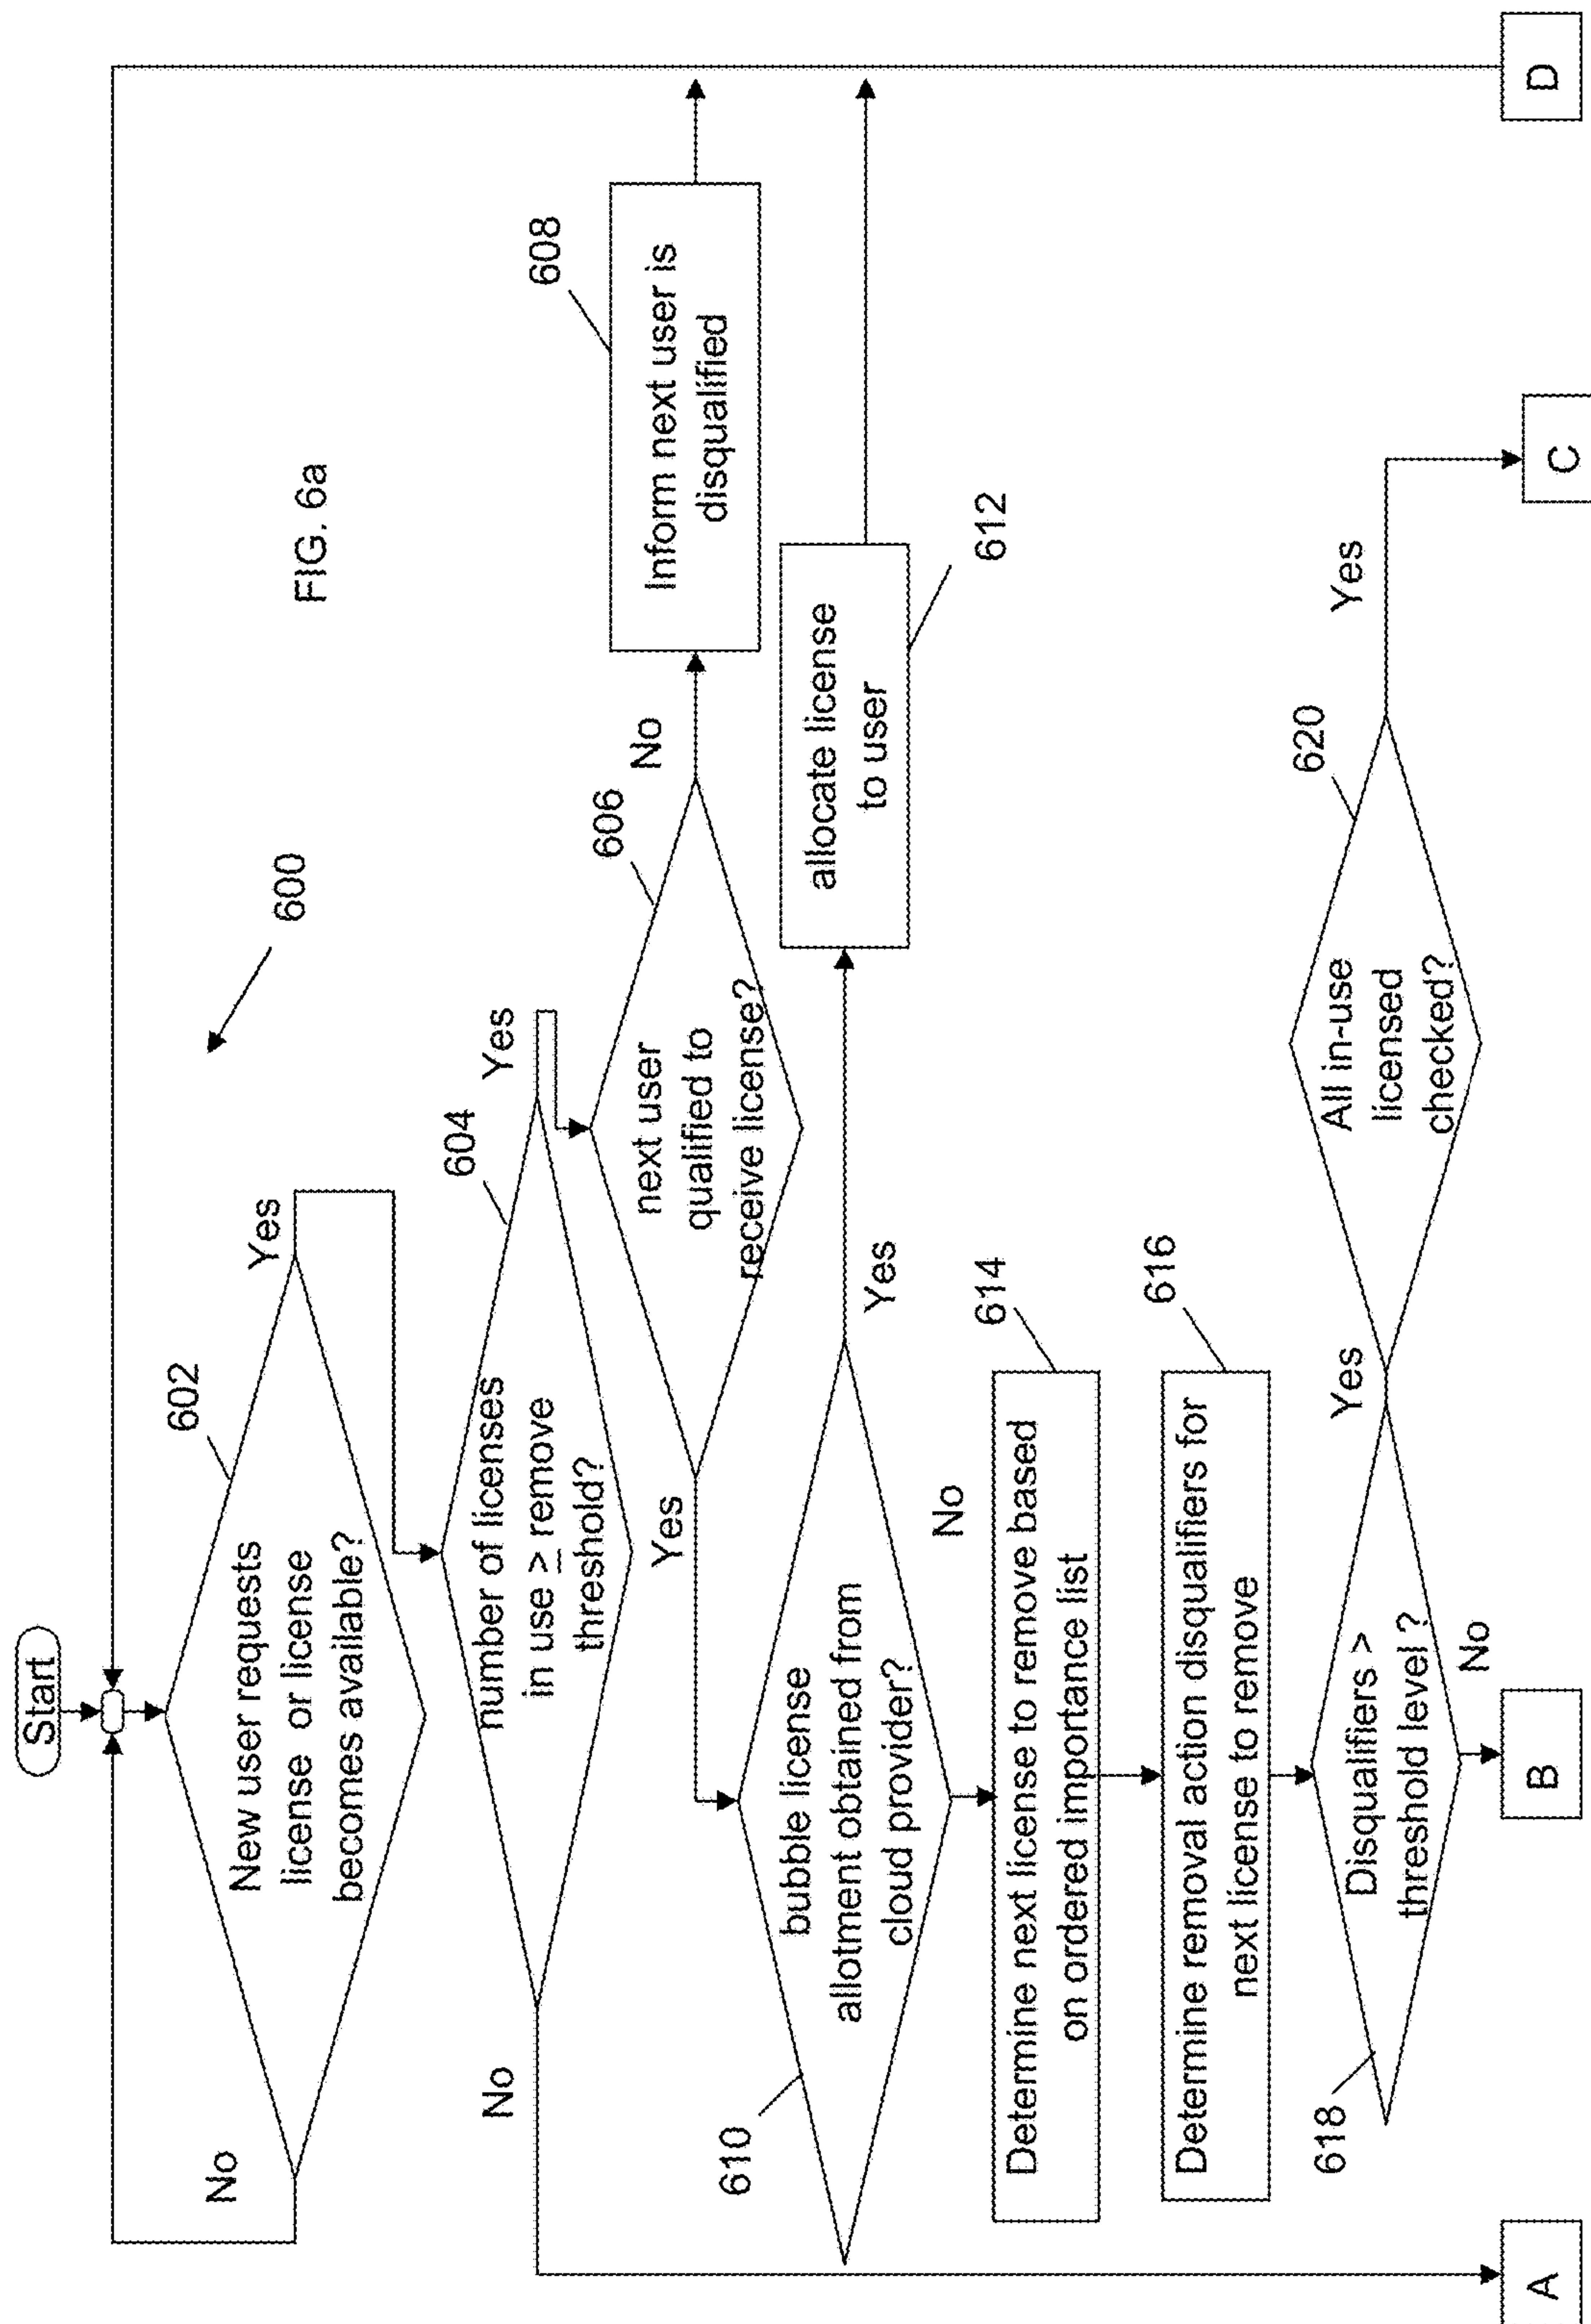 FIG. 6a
600
Start
602
New user requests
license or license
becomes available?
No
Yes
604
number of licenses
in use ≥ remove
threshold?
No
Yes
606
next user
qualified to
receive license?
Yes
No
608
Inform next user is
disqualified
610
bubble license
allotment obtained from
cloud provider?
Yes
No
612
allocate license
to user
614
Determine next license to remove based
on ordered importance list
616
Determine removal action disqualifiers for
next license to remove
618
Disqualifiers >
threshold level ?
Yes
No
620
All in-use
licensed
checked?
Yes
A
B
C
D